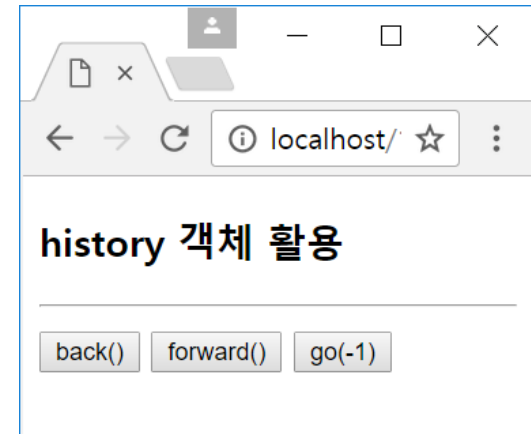 localhost/
history 객체 활용
back() forward() go(-1)